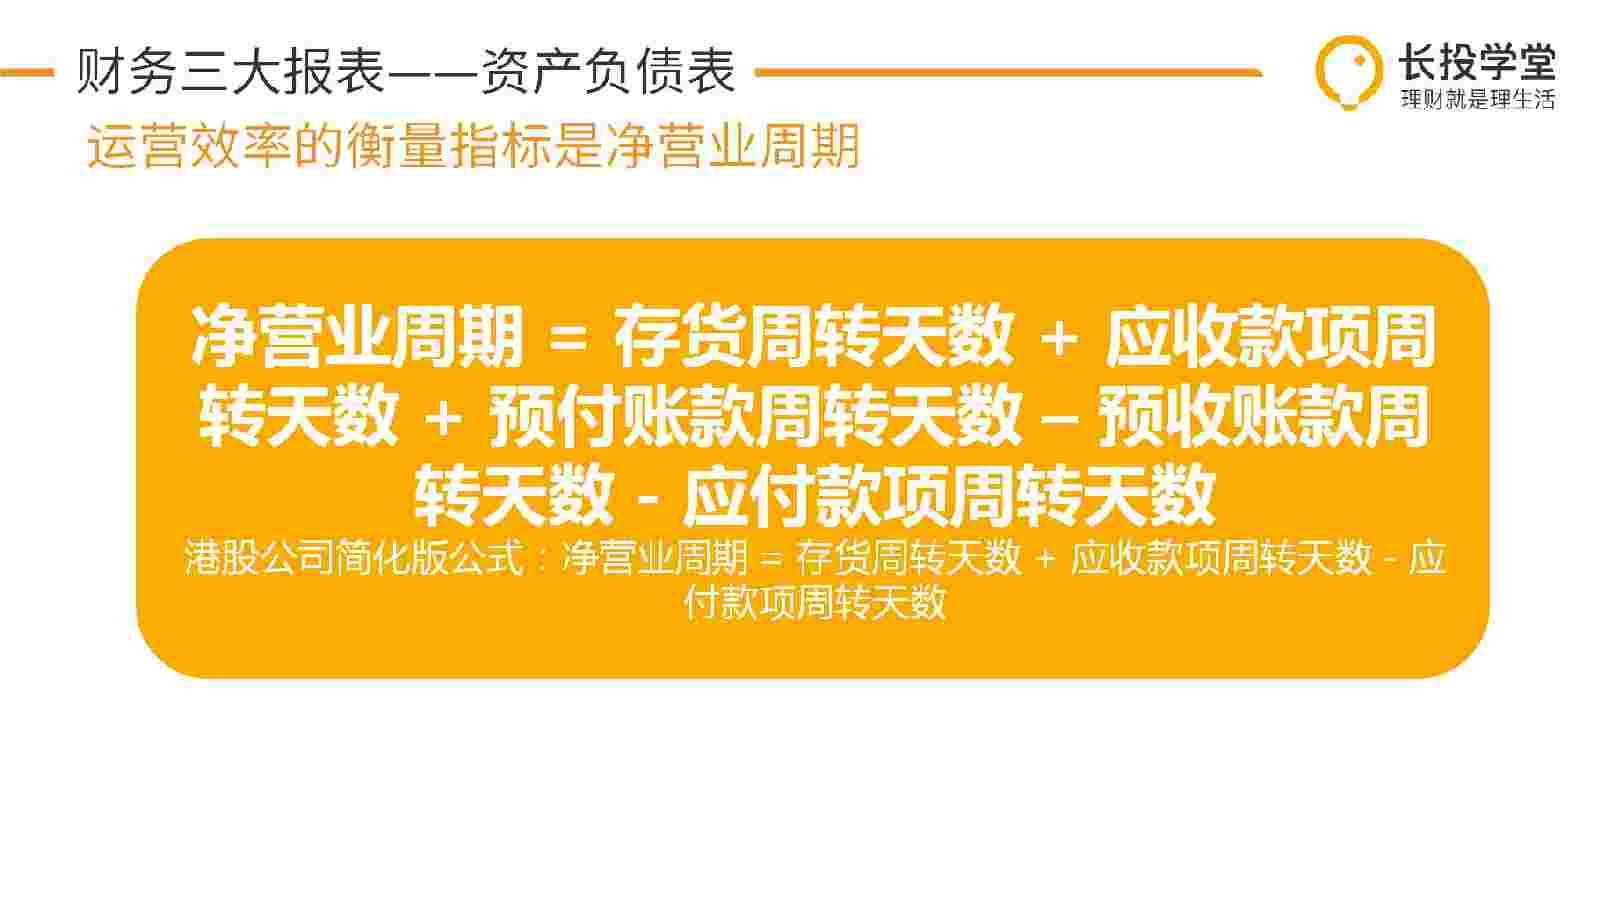 财务三大报表——资产负债表
长投学堂
理财就是理生活
运营效率的衡量指标是净营业周期
净营业周期 = 存货周转天数 + 应收款项周
转天数 + 预付账款周转天数 – 预收账款周
转天数 - 应付款项周转天数
港股公司简化版公式：净营业周期 = 存货周转天数 + 应收款项周转天数 - 应
付款项周转天数